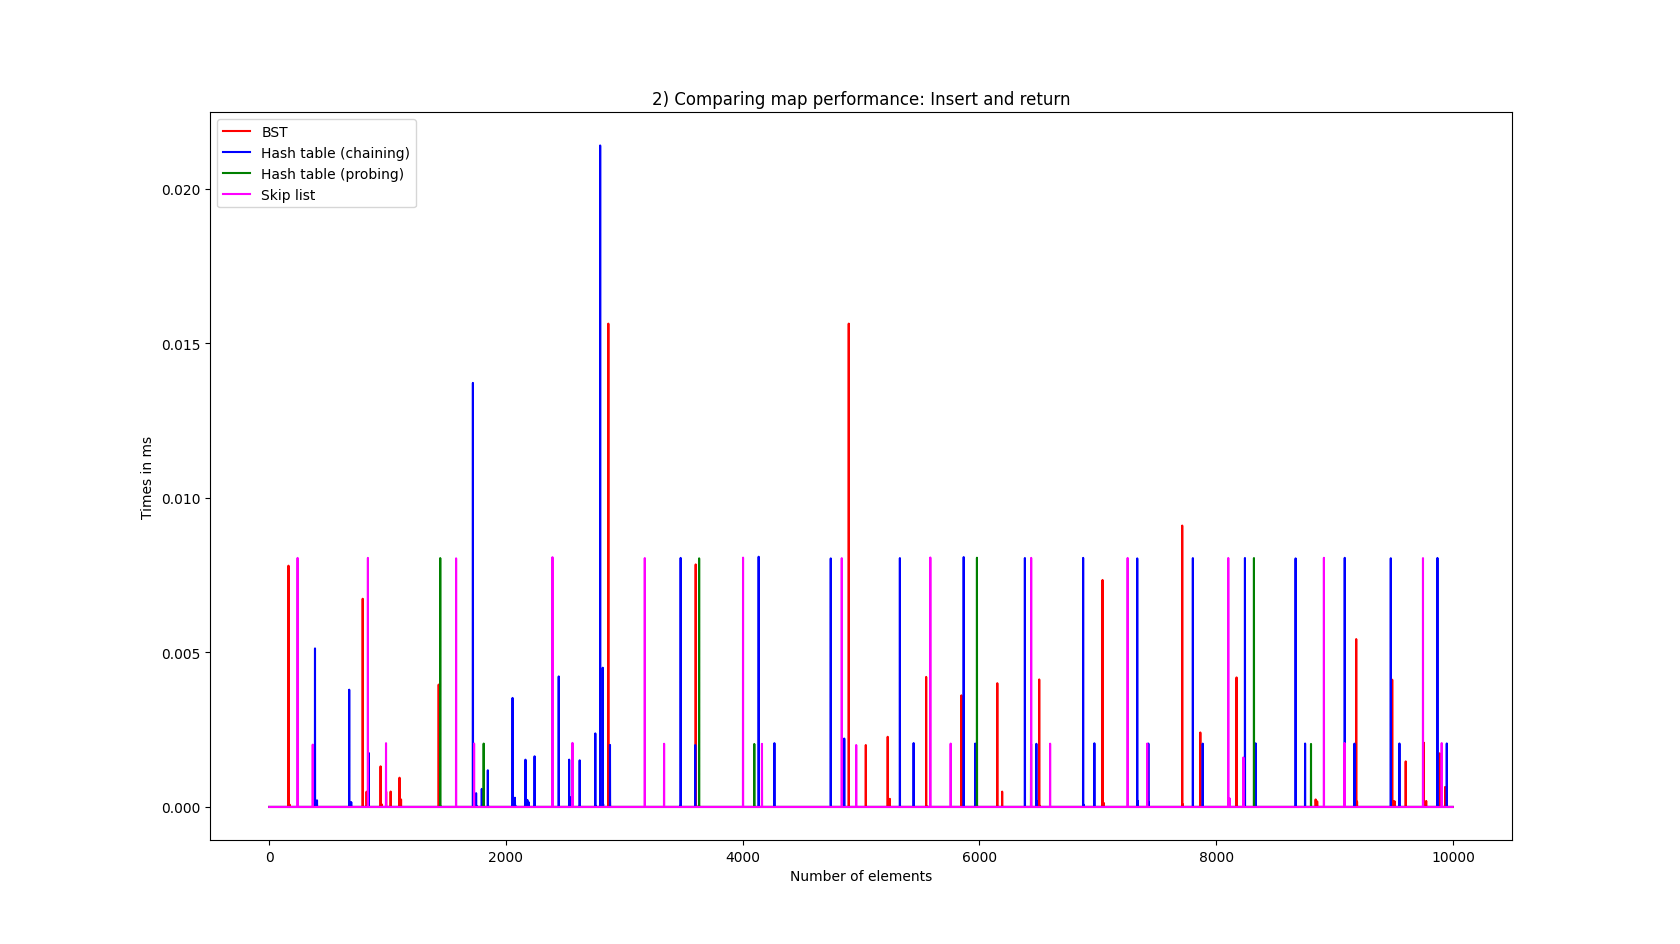 2) Comparing map performance: Insert and return
BST
Hash table (chaining)
Hash table (probing)
Skip list
0.020
0.015
0.010
0.005
0.000
Times in ms
0 2000 4000 6000 8000 10000
Number of elements